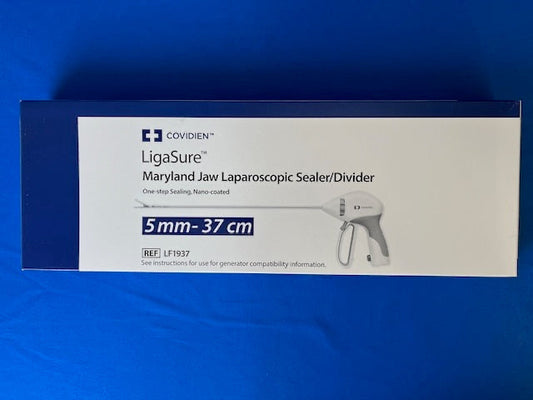 COVIDIEN™
LigaSure™
Maryland Jaw Laparoscopic Sealer/Divider
One-step Sealing, Nano-coated
COVIDIEN
5 mm- 37 cm
REF LF1937
See instructions for use for generator compatibility information.